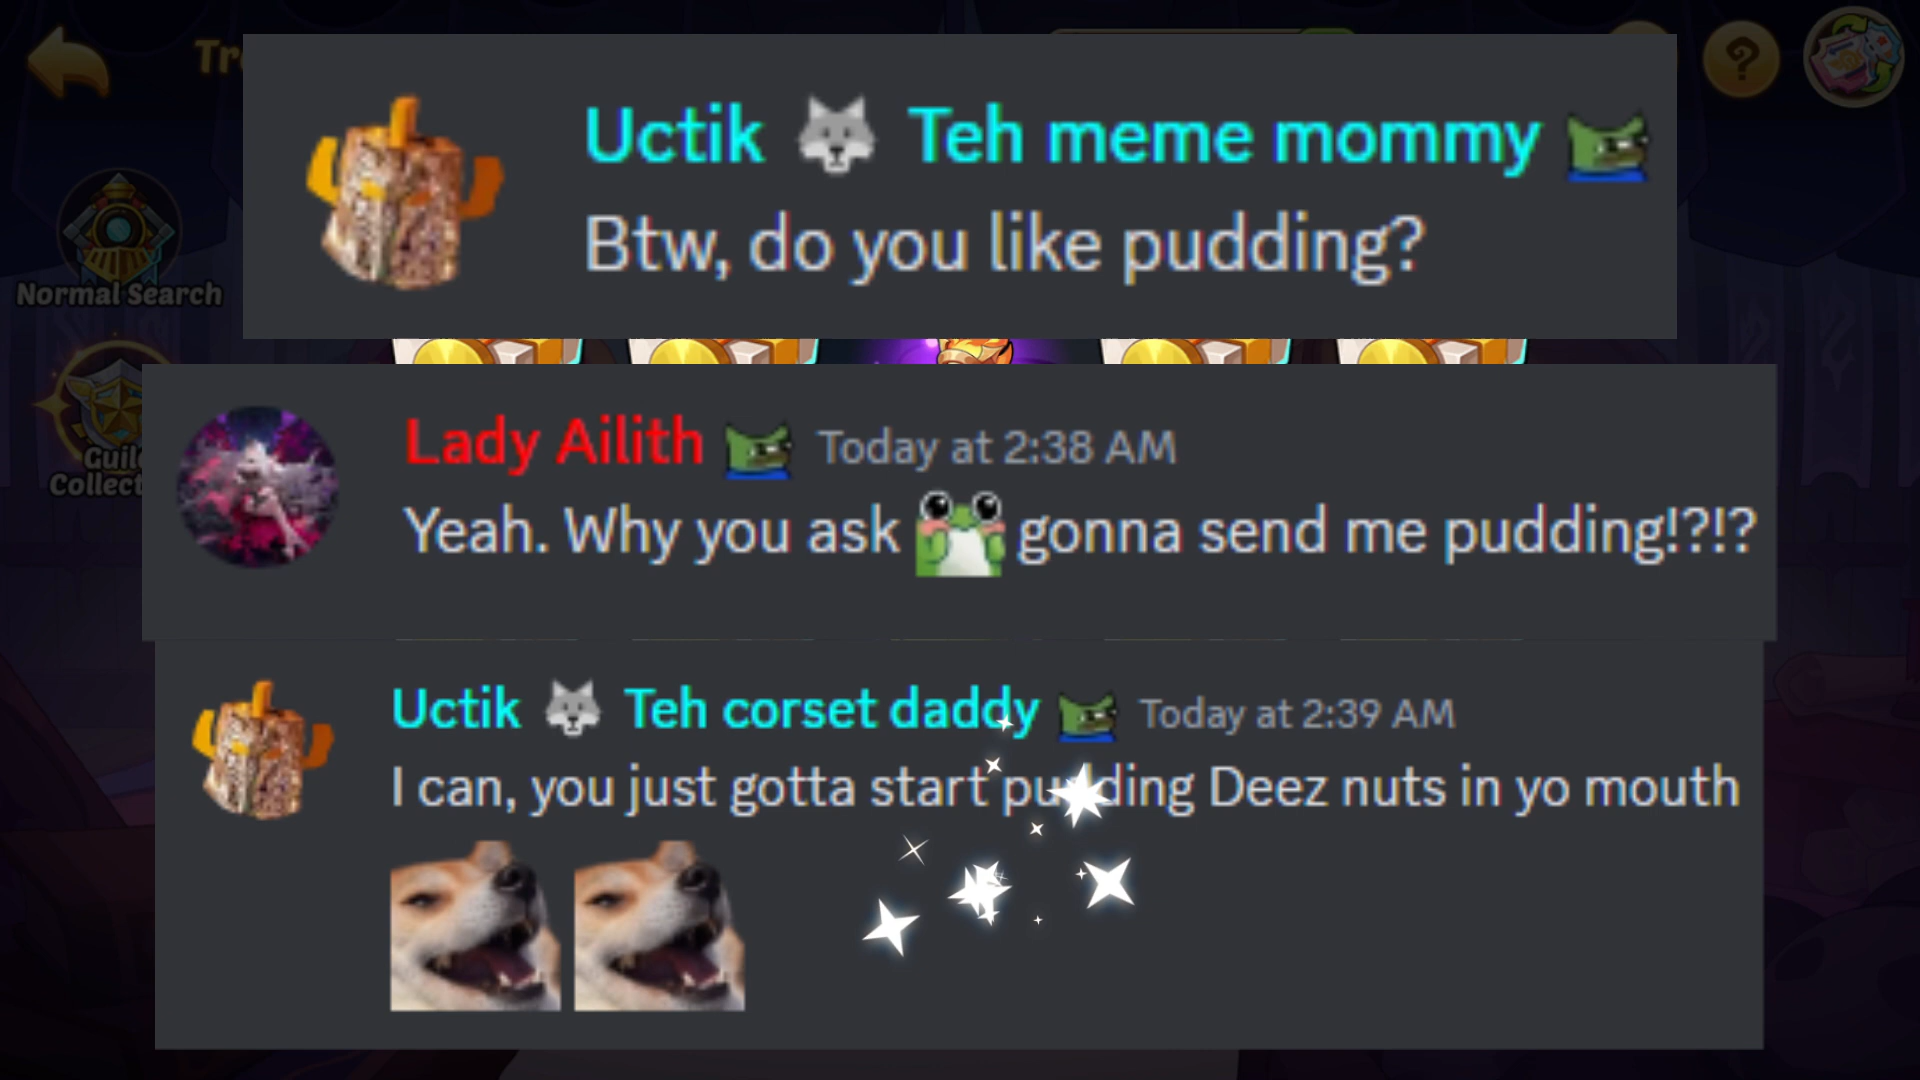 Tr
Uctik 🐺 Teh meme mommy
Btw, do you like pudding?
Normal Search
Lady Ailith Today at 2:38 AM
Yeah. Why you ask gonna send me pudding!?!?
Uctik 🐺 Teh corset daddy Today at 2:39 AM
I can, you just gotta start pudding Deez nuts in yo mouth